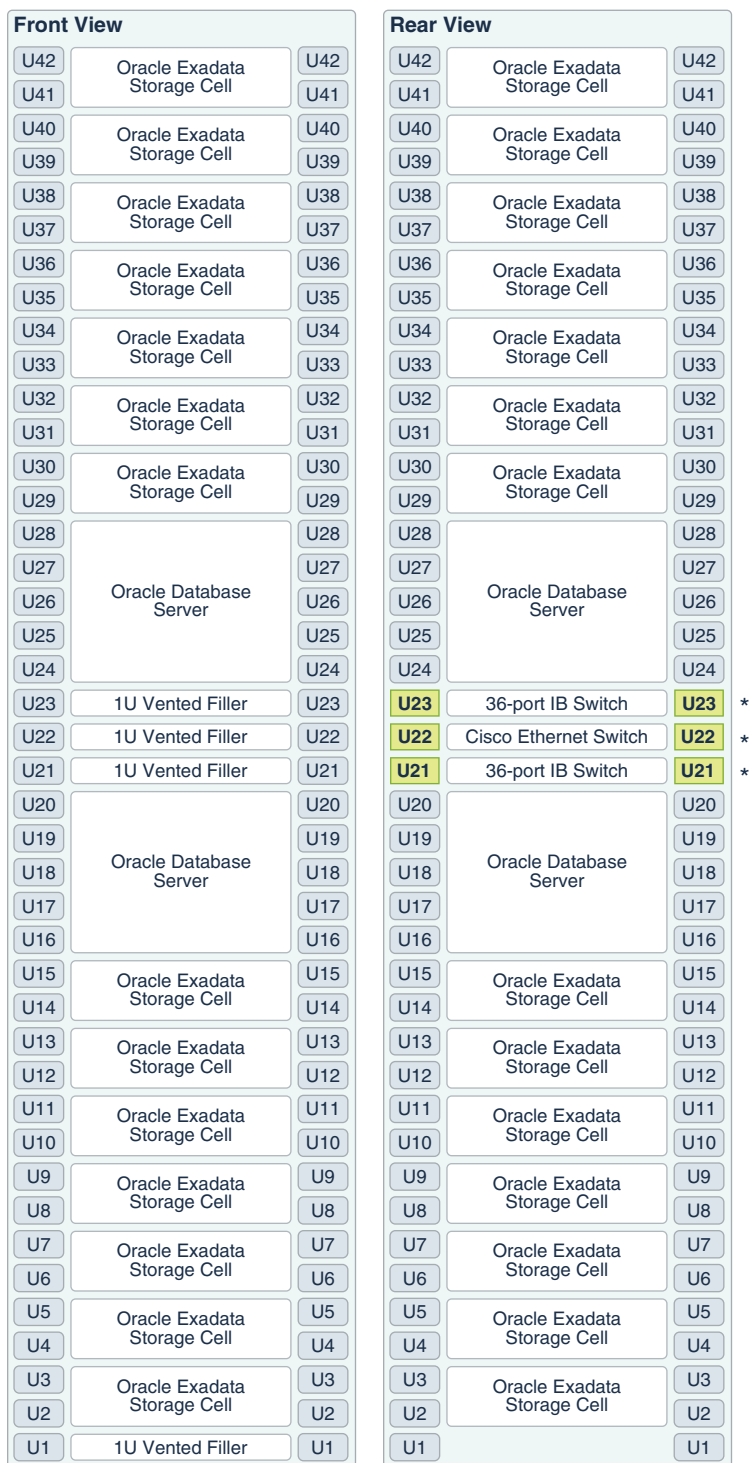 Front View
U42 Oracle Exadata U42
U41 Storage Cell U41
U40 Oracle Exadata U40
U39 Storage Cell U39
U38 Oracle Exadata U38
U37 Storage Cell U37
U36 Oracle Exadata U36
U35 Storage Cell U35
U34 Oracle Exadata U34
U33 Storage Cell U33
U32 Oracle Exadata U32
U31 Storage Cell U31
U30 Oracle Exadata U30
U29 Storage Cell U29
U28 U28
U27 U27
U26 Oracle Database U26
Server
U25 U25
U24 U24
U23 1U Vented Filler U23
U22 1U Vented Filler U22
U21 1U Vented Filler U21
U20 U20
U19 U19
U18 Oracle Database U18
Server
U17 U17
U16 U16
U15 Oracle Exadata U15
U14 Storage Cell U14
U13 Oracle Exadata U13
U12 Storage Cell U12
U11 Oracle Exadata U11
U10 Storage Cell U10
U9 Oracle Exadata U9
U8 Storage Cell U8
U7 Oracle Exadata U7
U6 Storage Cell U6
U5 Oracle Exadata U5
U4 Storage Cell U4
U3 Oracle Exadata U3
U2 Storage Cell U2
U1 1U Vented Filler U1
Rear View
U42 Oracle Exadata U42
U41 Storage Cell U41
U40 Oracle Exadata U40
U39 Storage Cell U39
U38 Oracle Exadata U38
U37 Storage Cell U37
U36 Oracle Exadata U36
U35 Storage Cell U35
U34 Oracle Exadata U34
U33 Storage Cell U33
U32 Oracle Exadata U32
U31 Storage Cell U31
U30 Oracle Exadata U30
U29 Storage Cell U29
U28 U28
U27 U27
U26 Oracle Database U26
Server
U25 U25
U24 U24
U23 36-port IB Switch U23 *
U22 Cisco Ethernet Switch U22 *
U21 36-port IB Switch U21 *
U20 U20
U19 U19
U18 Oracle Database U18
Server
U17 U17
U16 U16
U15 Oracle Exadata U15
U14 Storage Cell U14
U13 Oracle Exadata U13
U12 Storage Cell U12
U11 Oracle Exadata U11
U10 Storage Cell U10
U9 Oracle Exadata U9
U8 Storage Cell U8
U7 Oracle Exadata U7
U6 Storage Cell U6
U5 Oracle Exadata U5
U4 Storage Cell U4
U3 Oracle Exadata U3
U2 Storage Cell U2
U1 U1